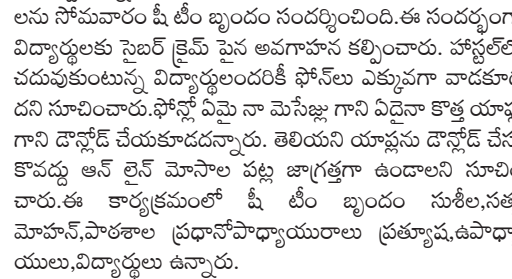 లను సోమవారం షీ టీం బృందం సందర్శించింది.ఈ సందర్భంగ
విద్యార్థులకు సైబర్ క్రైమ్ పైన అవగాహన కల్పించారు. హాస్టల్‌ల
చదువుకుంటున్న విద్యార్థులందరికీ ఫోన్‌లు ఎక్కువగా వాడకూడ
దని సూచించారు.ఫోన్లో ఏమై నా మెసేజ్లు గాని ఏదైనా కొత్త యాప
గాని డౌన్లోడ్ చేయకూడదన్నారు. తెలియని యాప్లను డౌన్లోడ్ చేస
కొవద్దు ఆన్ లైన్ మోసాల పట్ల జాగ్రత్తగా ఉండాలని సూచిం
చారు.ఈ కార్యక్రమంలో షీ టీం బృందం సుశీల,సత
మోహన్,పాఠశాల ప్రధానోపాధ్యాయురాలు ప్రత్యూష,ఉపాధా
యులు,విద్యార్థులు ఉన్నారు.